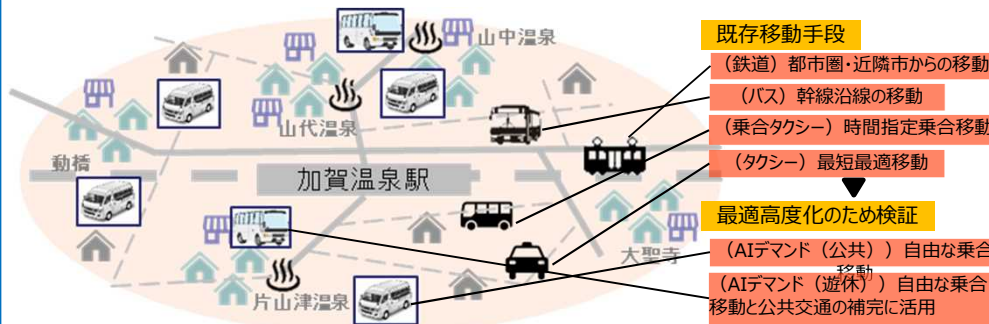 山中温泉
山代温泉
動橋
加賀温泉駅
大聖寺
片山津温泉
既存移動手段
(鉄道)都市圏・近隣市からの移動
(バス)幹線沿線の移動
(乗合タクシー)時間指定乗合移動
(タクシー)最短最適移動
最適高度化のため検証
(AIデマンド(公共))自由な乗合
移動
(AIデマンド(遊休))自由な乗合
移動と公共交通の補完に活用